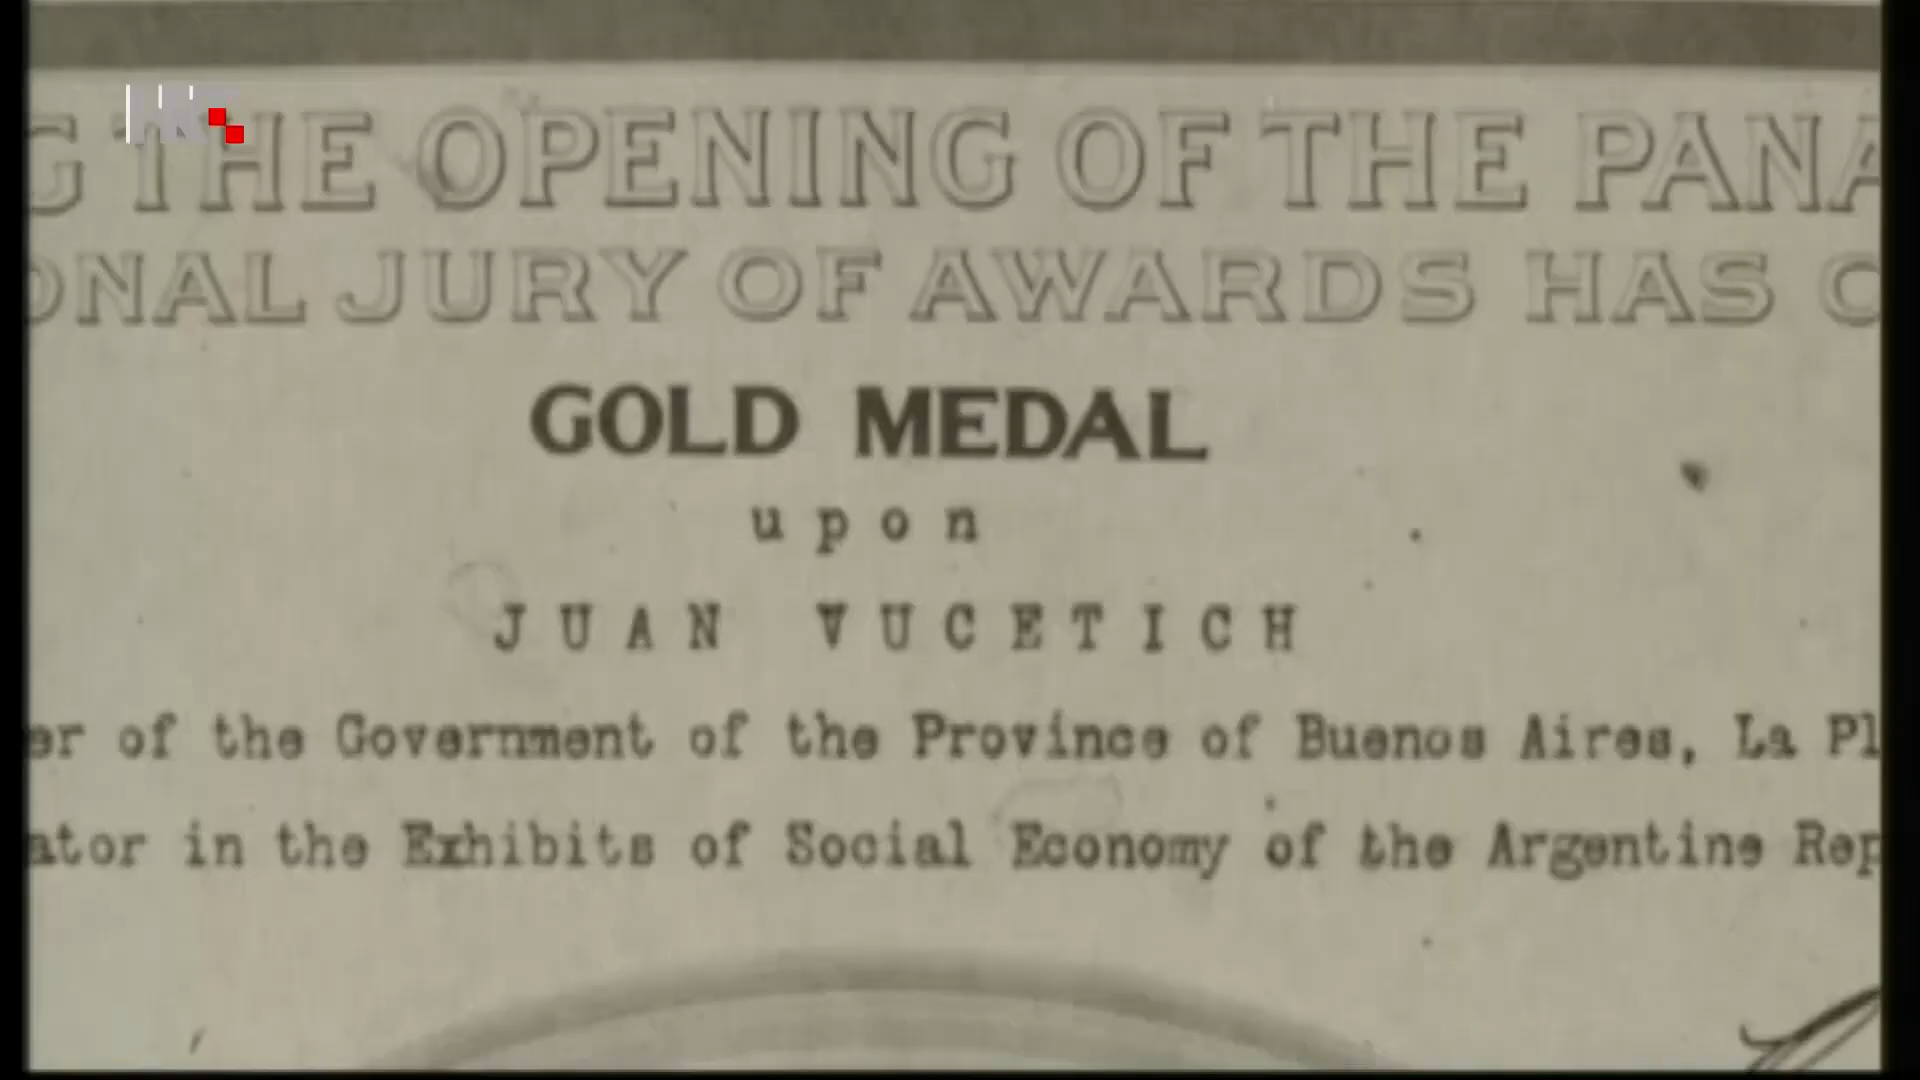 HRT
G THE OPENING OF THE PANA
ONAL JURY OF AWARDS HAS C
GOLD MEDAL
upon
JUAN VUCETICH
er of the Government of the Province of Buenos Aires, La Pl
ator in the Exhibits of Social Economy of the Argentine Rep